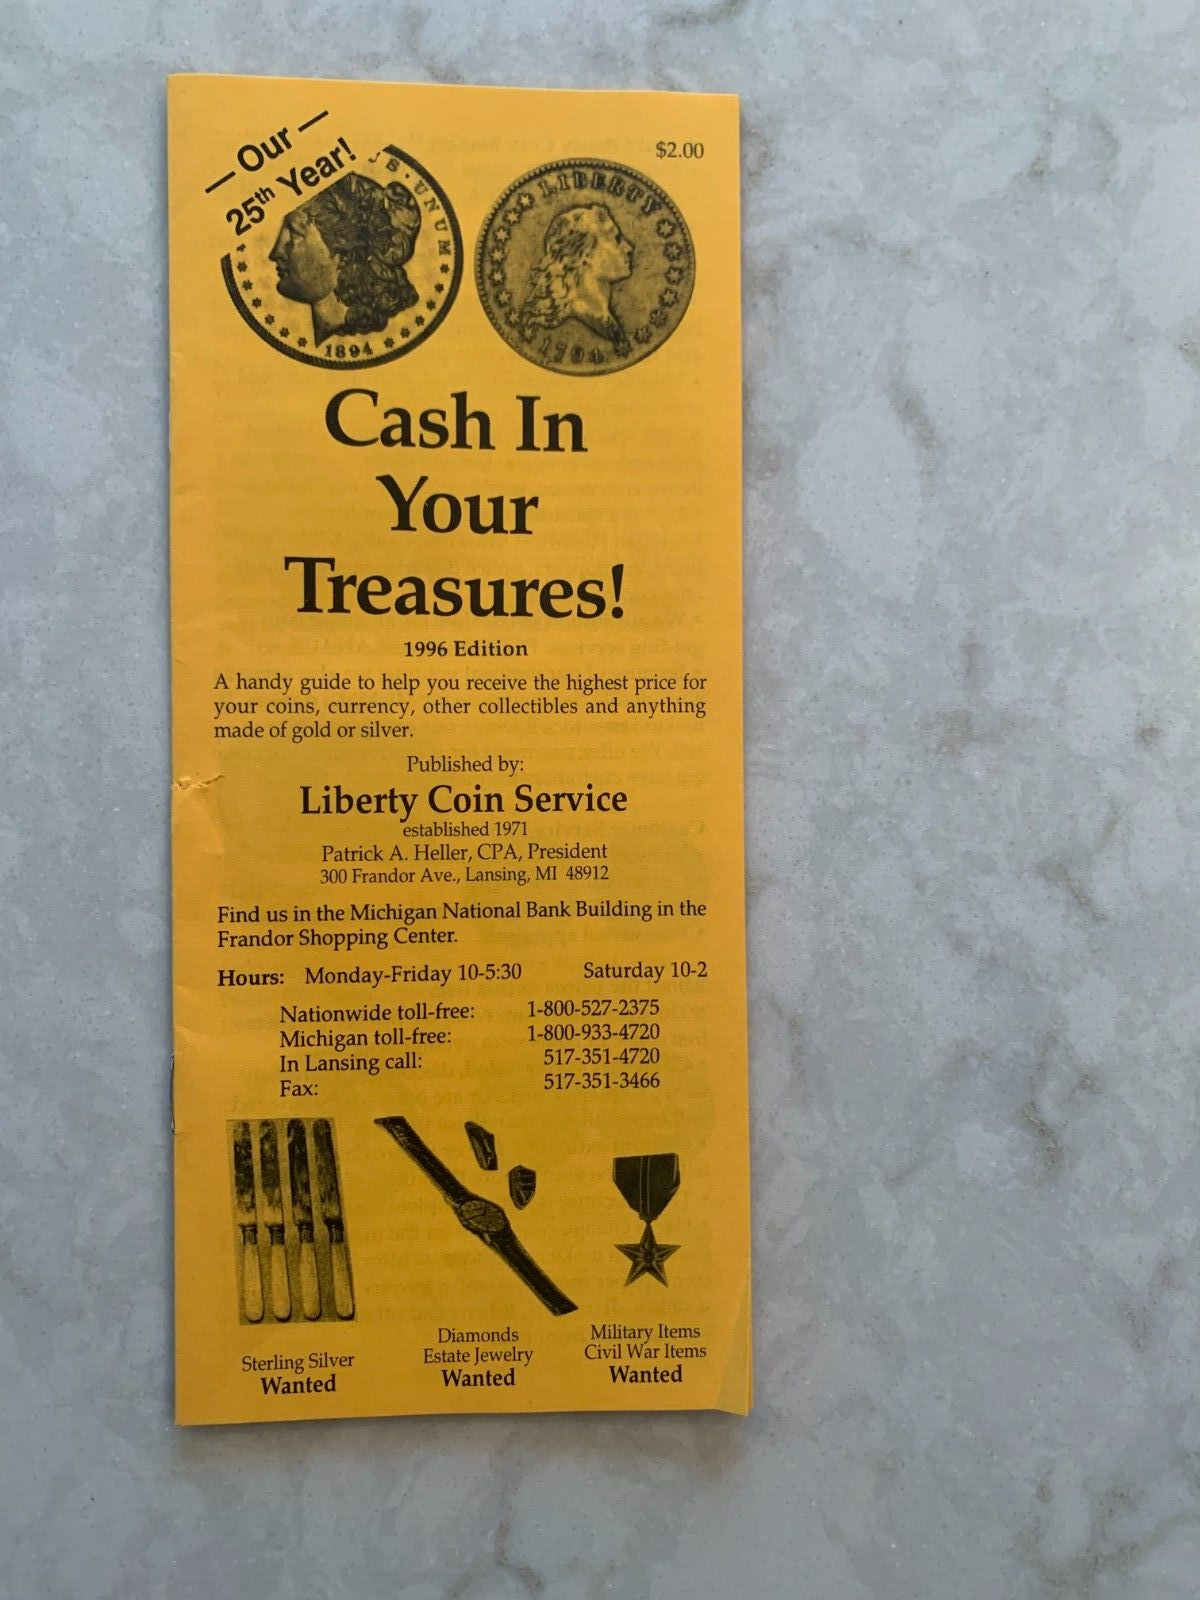 — Our —
25th Year!
$2.00
U S · UNUM
1894
LIBERTY
1794
Cash In
Your
Treasures!
1996 Edition
A handy guide to help you receive the highest price for
your coins, currency, other collectibles and anything
made of gold or silver.
Published by:
Liberty Coin Service
established 1971
Patrick A. Heller, CPA, President
300 Frandor Ave., Lansing, MI 48912
Find us in the Michigan National Bank Building in the
Frandor Shopping Center.
Hours: Monday-Friday 10-5:30 Saturday 10-2
Nationwide toll-free: 1-800-527-2375
Michigan toll-free: 1-800-933-4720
In Lansing call: 517-351-4720
Fax: 517-351-3466
Sterling Silver
Wanted
Diamonds
Estate Jewelry
Wanted
Military Items
Civil War Items
Wanted